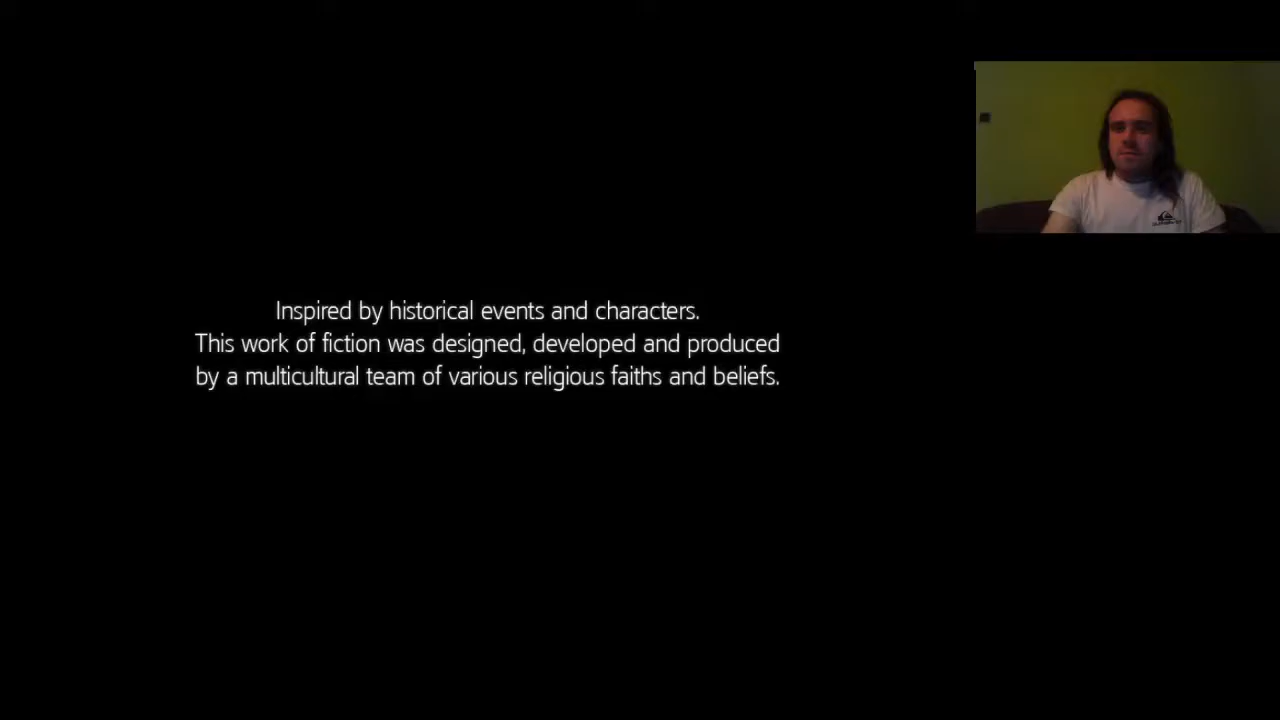 Inspired by historical events and characters.
This work of fiction was designed, developed and produced
by a multicultural team of various religious faiths and beliefs.